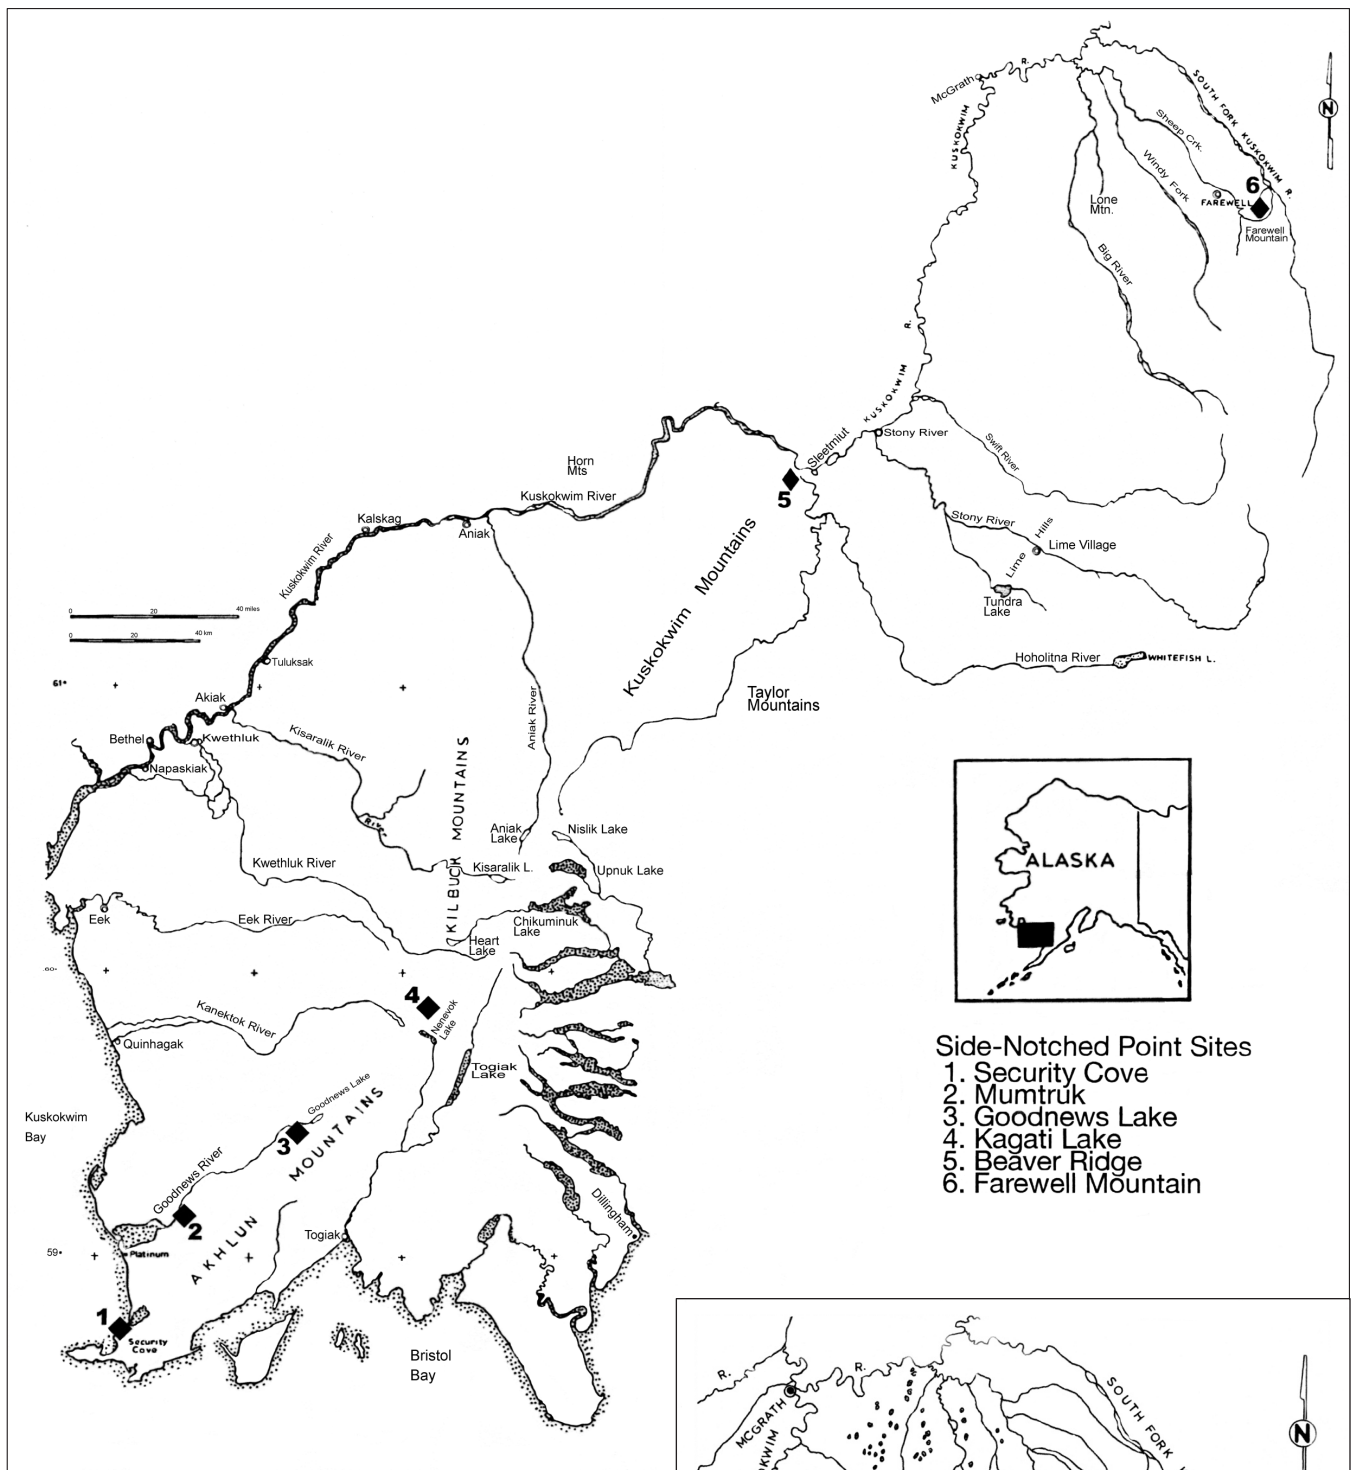 McGrath
R.
KUSKOKWIM
SOUTH FORK KUSKOKWIM R.
N
Sheep Crk.
Windy Fork
6
FAREWELL
Lone
Mtn.
Farewell
Mountain
Big River
R.
KUSKOKWIM
Sleetmiut
Stony River
Swift River
Horn
Mts
Kuskokwim River
5
Kalskag
Aniak
Stony River
Lime Hills
Lime Village
Kuskokwim River
Kuskokwim Mountains
Tundra
Lake
0 20 40 miles
0 20 40 km
Tuluksak
Hoholitna River
WHITEFISH L.
61°
Akiak
Taylor
Mountains
Aniak River
Bethel
Kwethluk
Kisaralik River
Napaskiak
KILBUCK MOUNTAINS
River
Aniak
Lake
Nislik Lake
Kwethluk River
Kisaralik L.
Upnuk Lake
ALASKA
Eek
Eek River
Chikuminuk
Lake
Heart
Lake
60°
4
Kanektok River
Nenevok
Lake
Quinhagak
Togiak
Lake
Side-Notched Point Sites
1. Security Cove
2. Mumtruk
3. Goodnews Lake
4. Kagati Lake
5. Beaver Ridge
6. Farewell Mountain
Goodnews Lake
Kuskokwim
Bay
3
AKHLUN MOUNTAINS
Goodnews River
Dillingham
2
Togiak
59°
Platinum
1
Security
Cove
Bristol
Bay
R.
R.
MCGRATH
SOUTH FORK
KWIM
N